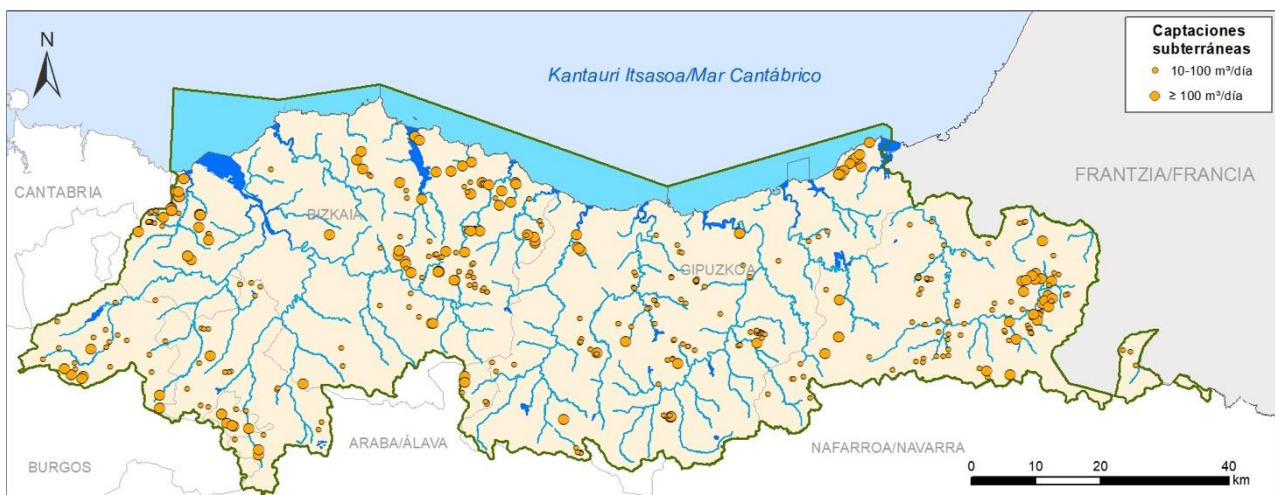 N
Kantauri Itsasoa/Mar Cantábrico
Captaciones
subterráneas
10-100 m³/día
≥ 100 m³/día
CANTABRIA
BIZKAIA
GIPUZKOA
FRANTZIA/FRANCIA
BURGOS
ARABA/ÁLAVA
NAFARROA/NAVARRA
0 10 20 40
km